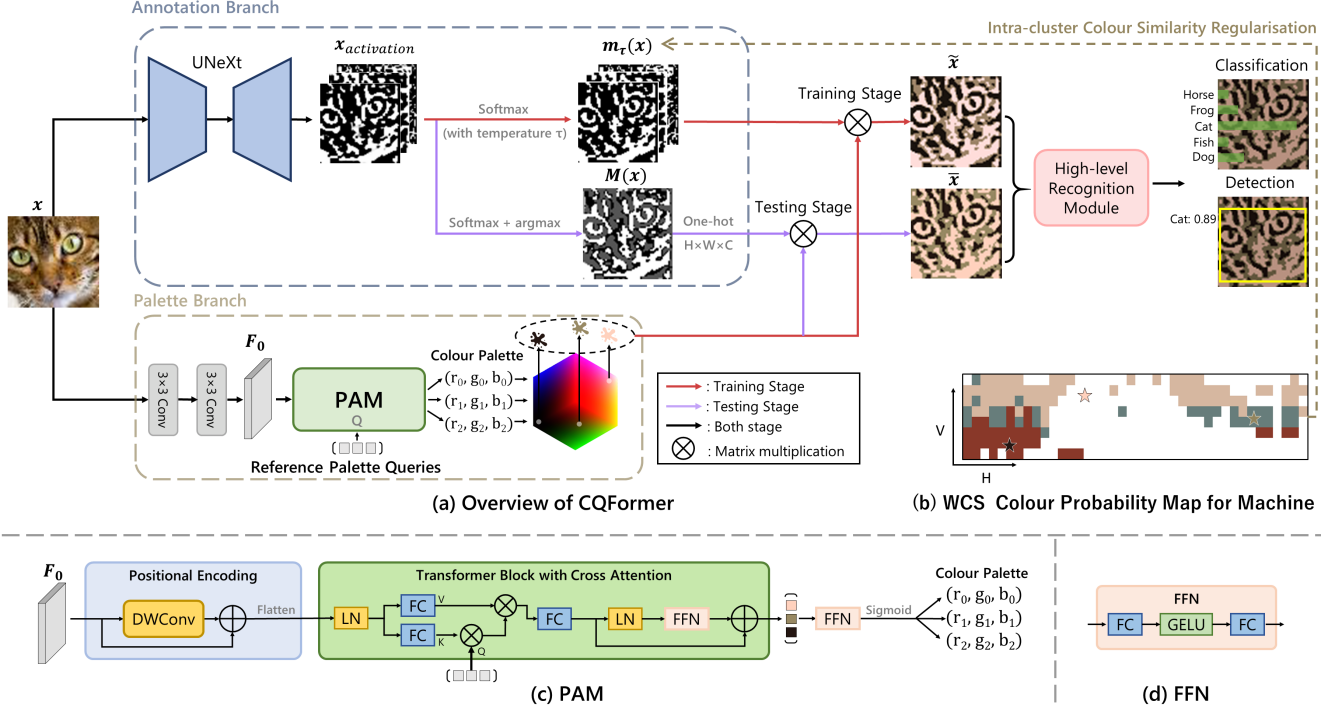 Annotation Branch
Intra-cluster Colour Similarity Regularisation
UNeXt
x_activation
m_τ(x)
x̃
Classification
Training Stage
Softmax
(with temperature τ)
Horse
Frog
Cat
Fish
Dog
M(x)
x̄
High-level
Recognition
Module
Detection
x
Softmax + argmax
One-hot
H×W×C
Testing Stage
Cat: 0.89
Palette Branch
F₀
Colour Palette
3×3 Conv
3×3 Conv
PAM
Q
(r₀, g₀, b₀)
(r₁, g₁, b₁)
(r₂, g₂, b₂)
Reference Palette Queries
: Training Stage
: Testing Stage
: Both stage
: Matrix multiplication
V
H
(a) Overview of CQFormer
(b) WCS Colour Probability Map for Machine
F₀
Positional Encoding
DWConv
Flatten
Transformer Block with Cross Attention
LN
FC
V
FC
K
Q
FC
LN
FFN
FFN
Sigmoid
Colour Palette
(r₀, g₀, b₀)
(r₁, g₁, b₁)
(r₂, g₂, b₂)
(c) PAM
FFN
FC
GELU
FC
(d) FFN